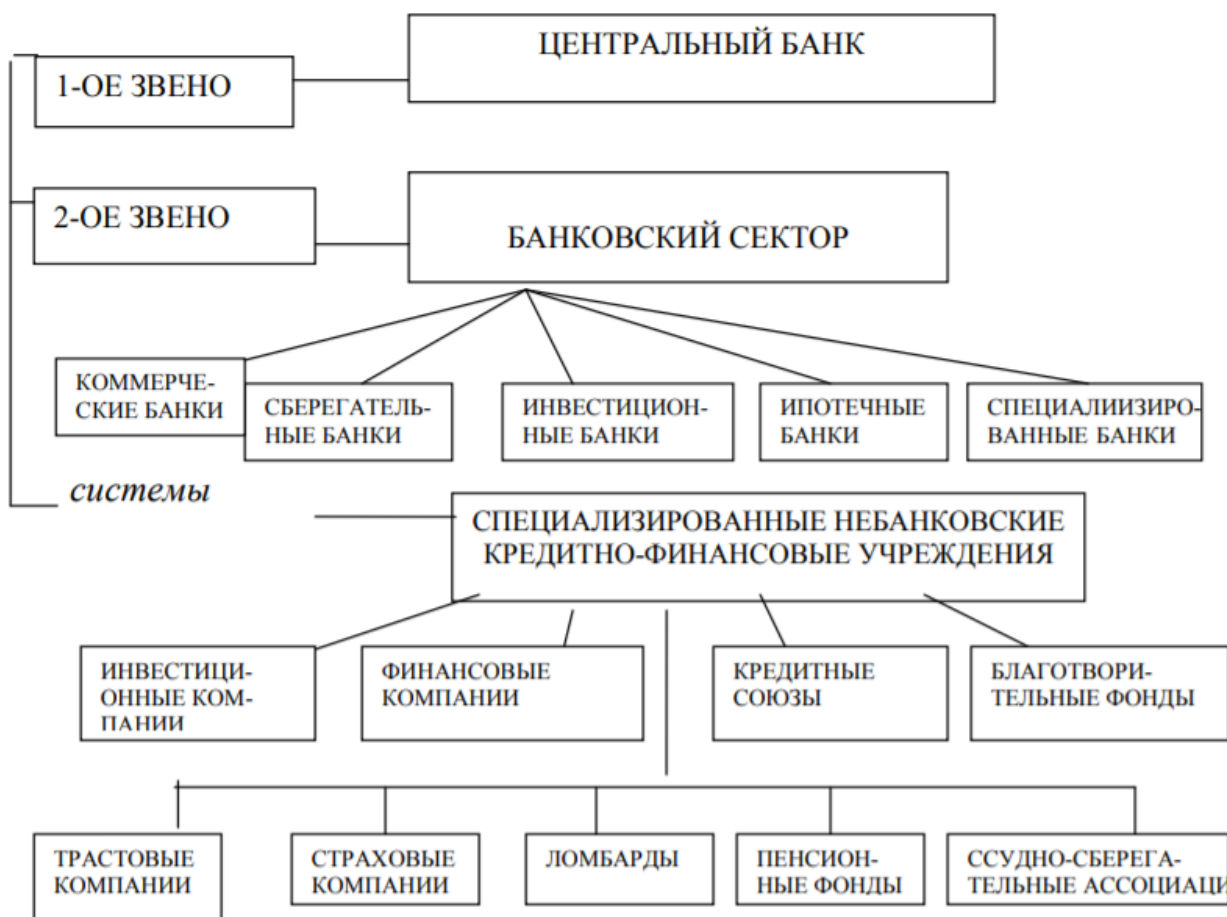 ЦЕНТРАЛЬНЫЙ БАНК
1-ОЕ ЗВЕНО
2-ОЕ ЗВЕНО
БАНКОВСКИЙ СЕКТОР
КОММЕРЧЕ-
СКИЕ БАНКИ
СБЕРЕГАТЕЛЬ-
НЫЕ БАНКИ
ИНВЕСТИЦИОН-
НЫЕ БАНКИ
ИПОТЕЧНЫЕ
БАНКИ
СПЕЦИАЛИИЗИРО-
ВАННЫЕ БАНКИ
системы
СПЕЦИАЛИЗИРОВАННЫЕ НЕБАНКОВСКИЕ
КРЕДИТНО-ФИНАНСОВЫЕ УЧРЕЖДЕНИЯ
ИНВЕСТИЦИ-
ОННЫЕ КОМ-
ПАНИИ
ФИНАНСОВЫЕ
КОМПАНИИ
КРЕДИТНЫЕ
СОЮЗЫ
БЛАГОТВОРИ-
ТЕЛЬНЫЕ ФОНДЫ
ТРАСТОВЫЕ
КОМПАНИИ
СТРАХОВЫЕ
КОМПАНИИ
ЛОМБАРДЫ
ПЕНСИОН-
НЫЕ ФОНДЫ
ССУДНО-СБЕРЕГА-
ТЕЛЬНЫЕ АССОЦИАЦИ